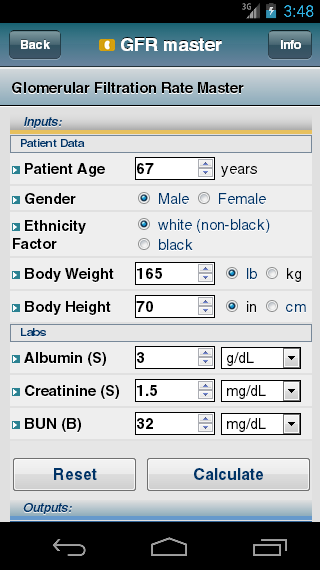 3G 3:48
Back GFR master Info
Glomerular Filtration Rate Master
Inputs:
Patient Data
Patient Age 67 years
Gender Male Female
Ethnicity white (non-black)
Factor black
Body Weight 165 lb kg
Body Height 70 in cm
Labs
Albumin (S) 3 g/dL
Creatinine (S) 1.5 mg/dL
BUN (B) 32 mg/dL
Reset Calculate
Outputs: